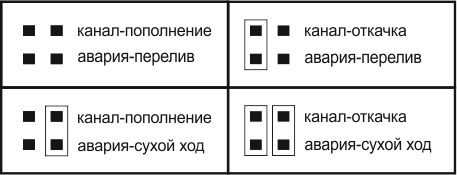 канал-пополнение
авария-перелив
канал-откачка
авария-перелив
канал-пополнение
авария-сухой ход
канал-откачка
авария-сухой ход